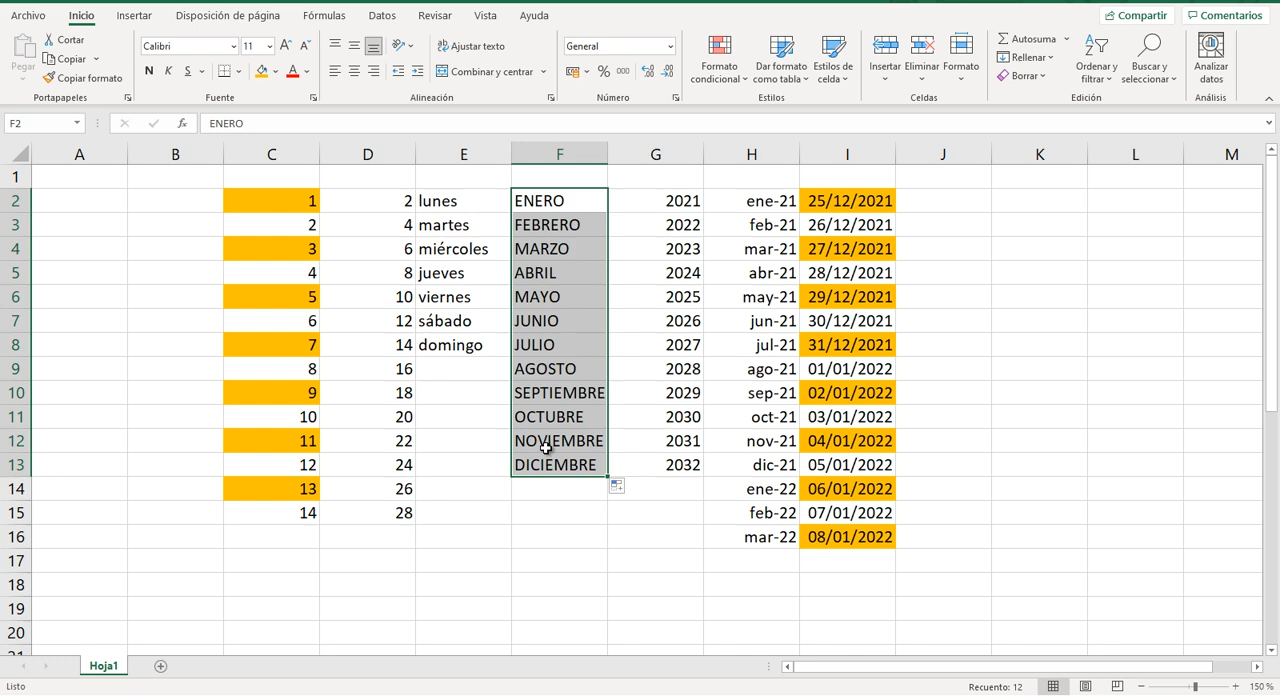 Archivo Inicio Insertar Disposición de página Fórmulas Datos Revisar Vista Ayuda Compartir Comentarios
Pegar Cortar Copiar Copiar formato
Portapapeles
Calibri 11 A A
N K S A
Fuente
Ajustar texto
Combinar y centrar
Alineación
General
% 000
Número
Formato condicional Dar formato como tabla Estilos de celda
Estilos
Insertar Eliminar Formato
Celdas
Autosuma Rellenar Borrar Ordenar y filtrar Buscar y seleccionar
Edición
Analizar datos
Análisis
F2 fx ENERO
A B C D E F G H I J K L M
1
2 1 2 lunes ENERO 2021 ene-21 25/12/2021
3 2 4 martes FEBRERO 2022 feb-21 26/12/2021
4 3 6 miércoles MARZO 2023 mar-21 27/12/2021
5 4 8 jueves ABRIL 2024 abr-21 28/12/2021
6 5 10 viernes MAYO 2025 may-21 29/12/2021
7 6 12 sábado JUNIO 2026 jun-21 30/12/2021
8 7 14 domingo JULIO 2027 jul-21 31/12/2021
9 8 16 AGOSTO 2028 ago-21 01/01/2022
10 9 18 SEPTIEMBRE 2029 sep-21 02/01/2022
11 10 20 OCTUBRE 2030 oct-21 03/01/2022
12 11 22 NOVIEMBRE 2031 nov-21 04/01/2022
13 12 24 DICIEMBRE 2032 dic-21 05/01/2022
14 13 26 ene-22 06/01/2022
15 14 28 feb-22 07/01/2022
16 mar-22 08/01/2022
17
18
19
20
21
Hoja1
Listo Recuento: 12 150 %